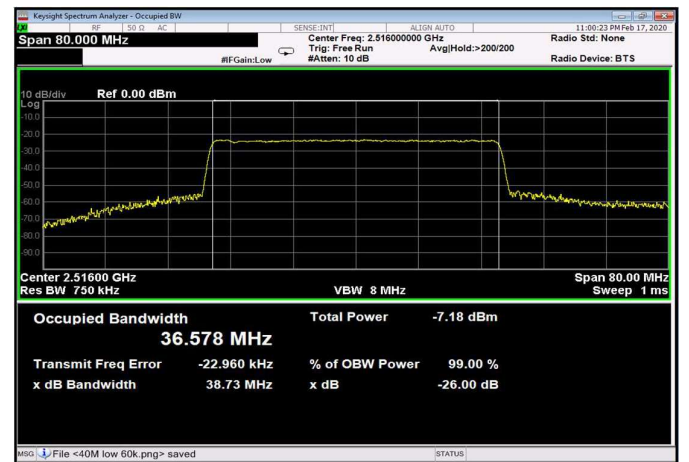 Keysight Spectrum Analyzer - Occupied BW
RF 50 Ω AC SENSE:INT ALIGN AUTO 11:00:23 PM Feb 17, 2020
Span 80.000 MHz Center Freq: 2.516000000 GHz Radio Std: None
Trig: Free Run Avg|Hold:>200/200
#IFGain:Low #Atten: 10 dB Radio Device: BTS
10 dB/div Ref 0.00 dBm
Log
-10.0
-20.0
-30.0
-40.0
-50.0
-60.0
-70.0
-80.0
-90.0
Center 2.51600 GHz Span 80.00 MHz
Res BW 750 kHz VBW 8 MHz Sweep 1 ms
Occupied Bandwidth Total Power -7.18 dBm
36.578 MHz
Transmit Freq Error -22.960 kHz % of OBW Power 99.00 %
x dB Bandwidth 38.73 MHz x dB -26.00 dB
MSG File <40M low 60k.png> saved STATUS